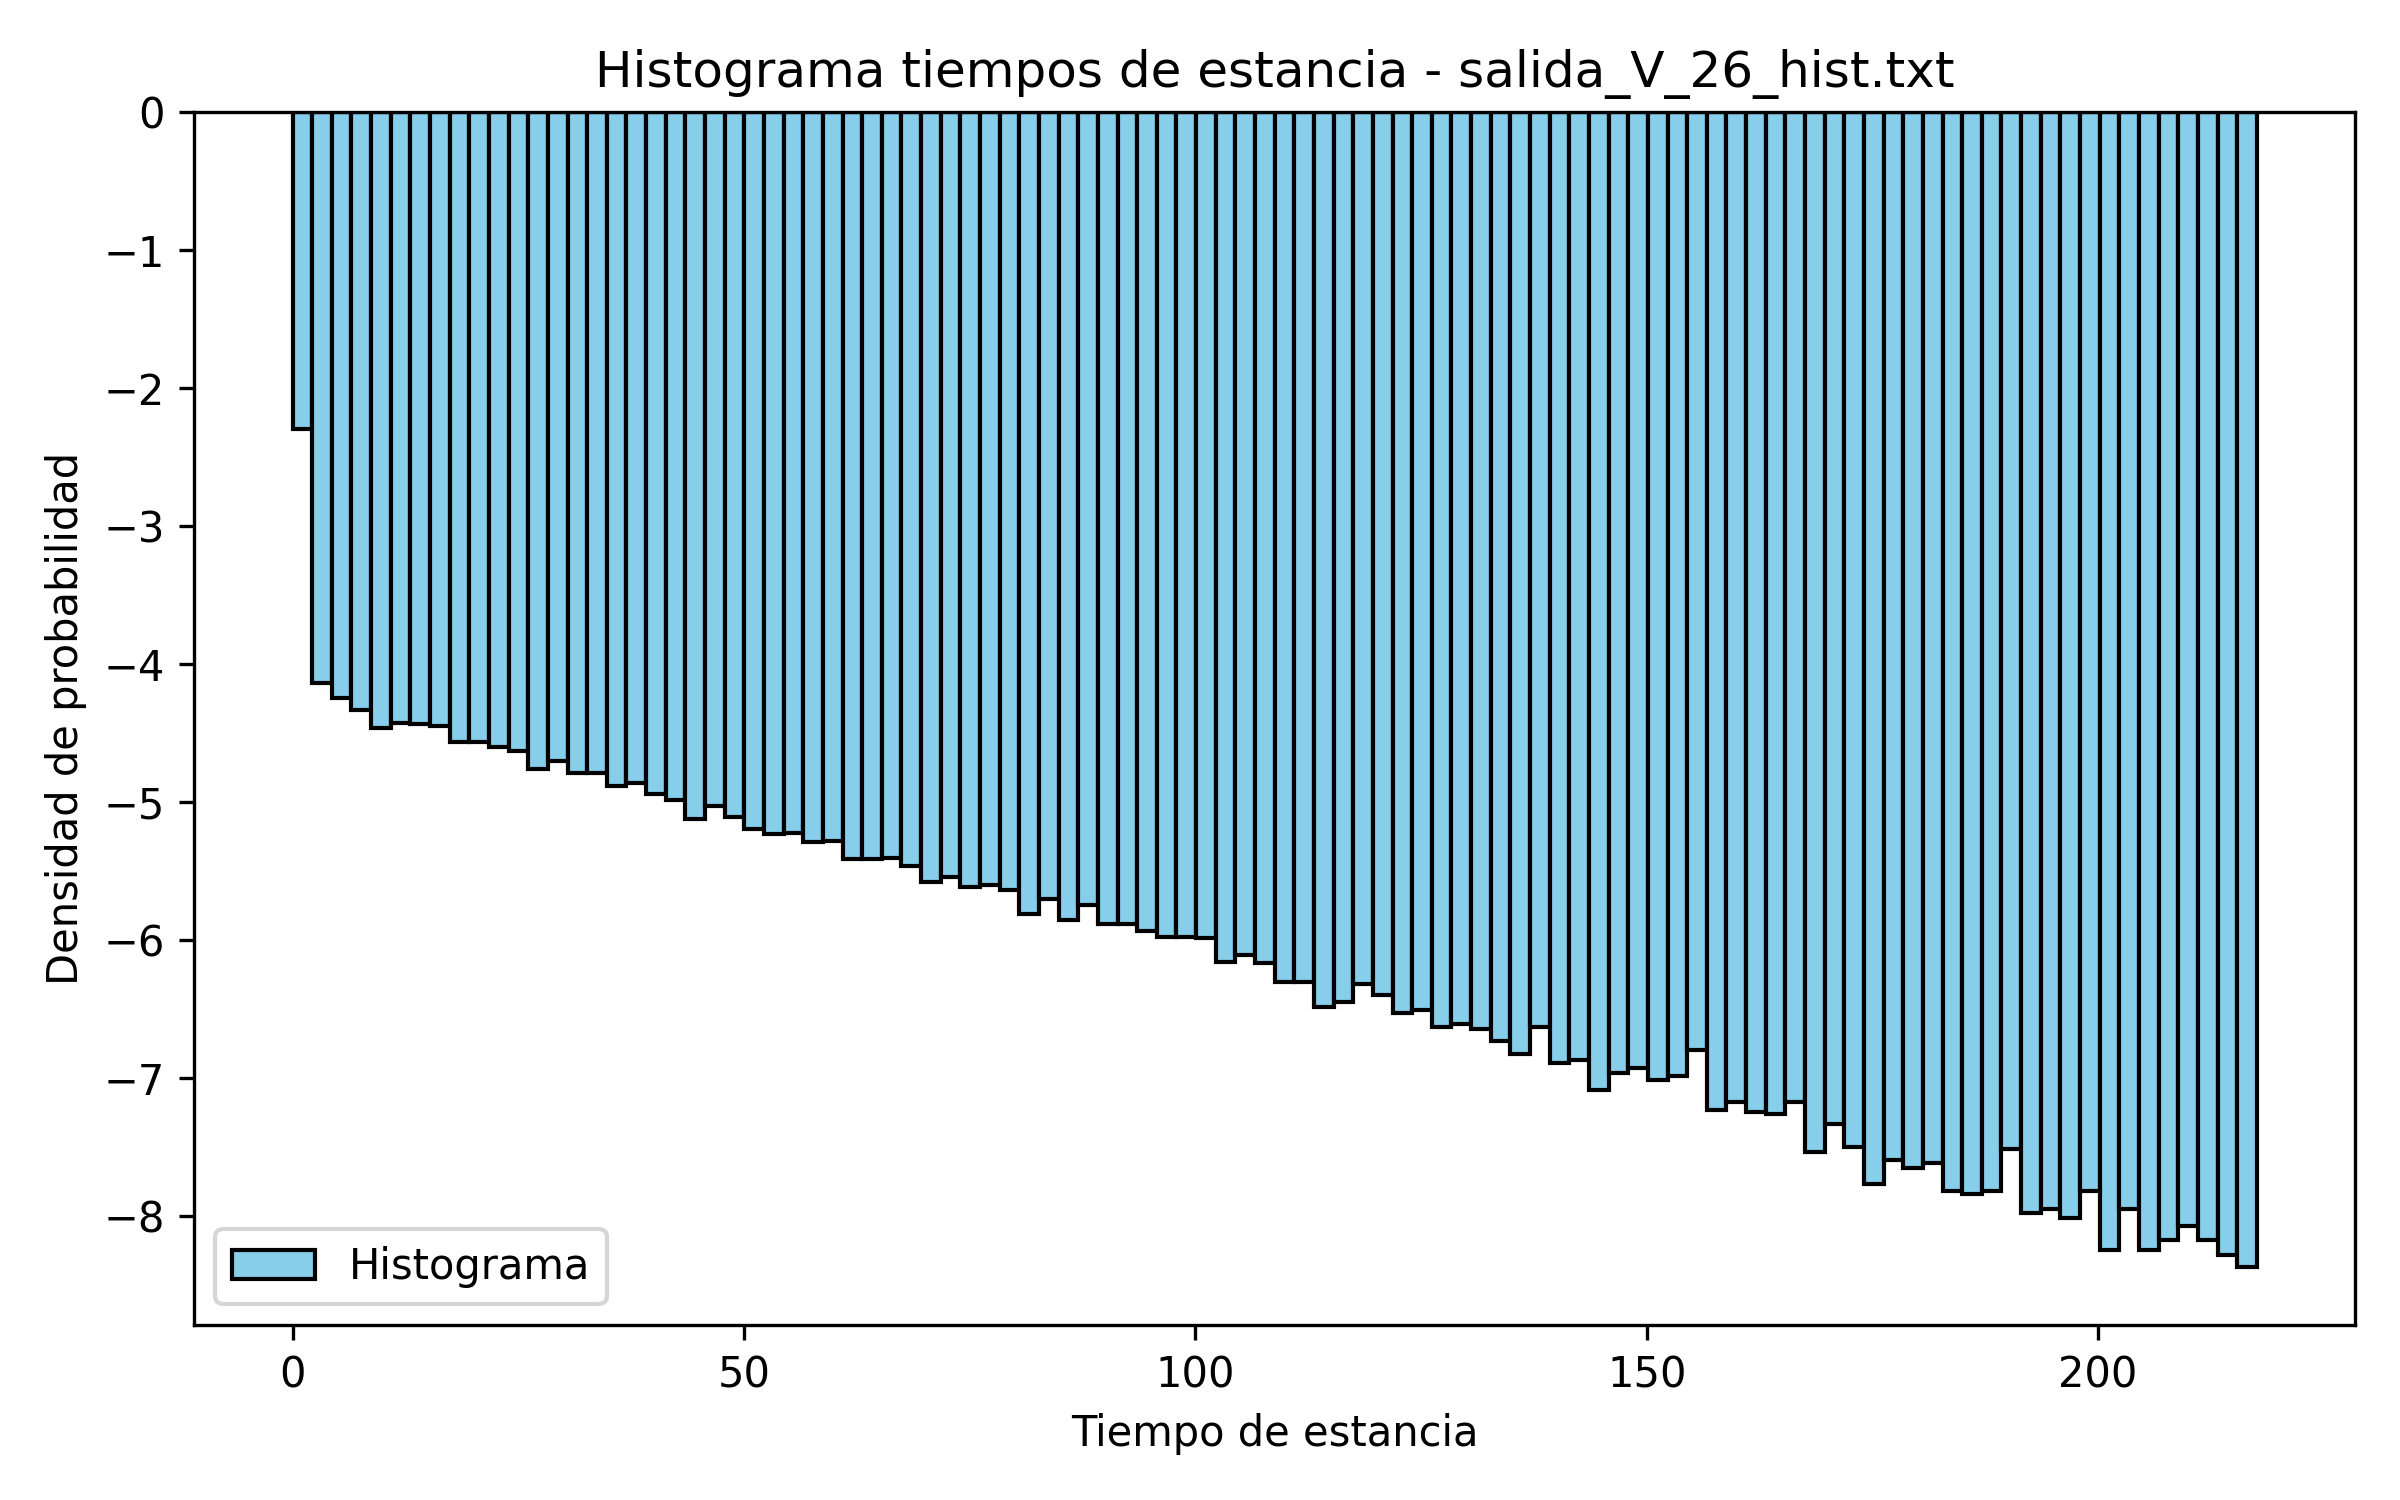 Histograma tiempos de estancia - salida_V_26_hist.txt
0
−1
−2
−3
−4
−5
−6
−7
−8
Densidad de probabilidad
Histograma
0 50 100 150 200
Tiempo de estancia